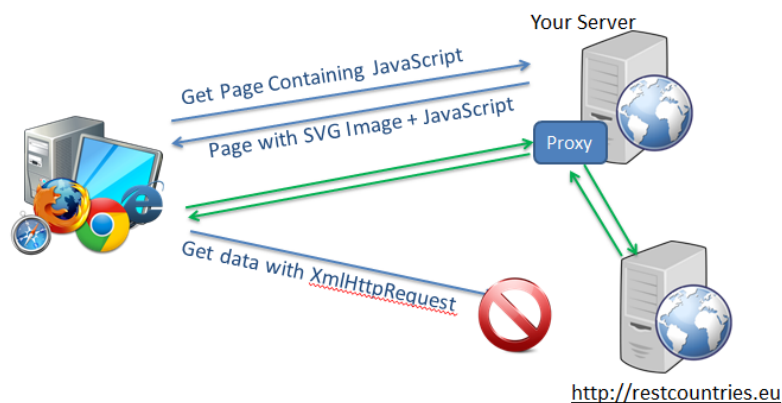 Your Server
Get Page Containing JavaScript
Page with SVG Image + JavaScript
Proxy
Get data with XmlHttpRequest
http://restcountries.eu